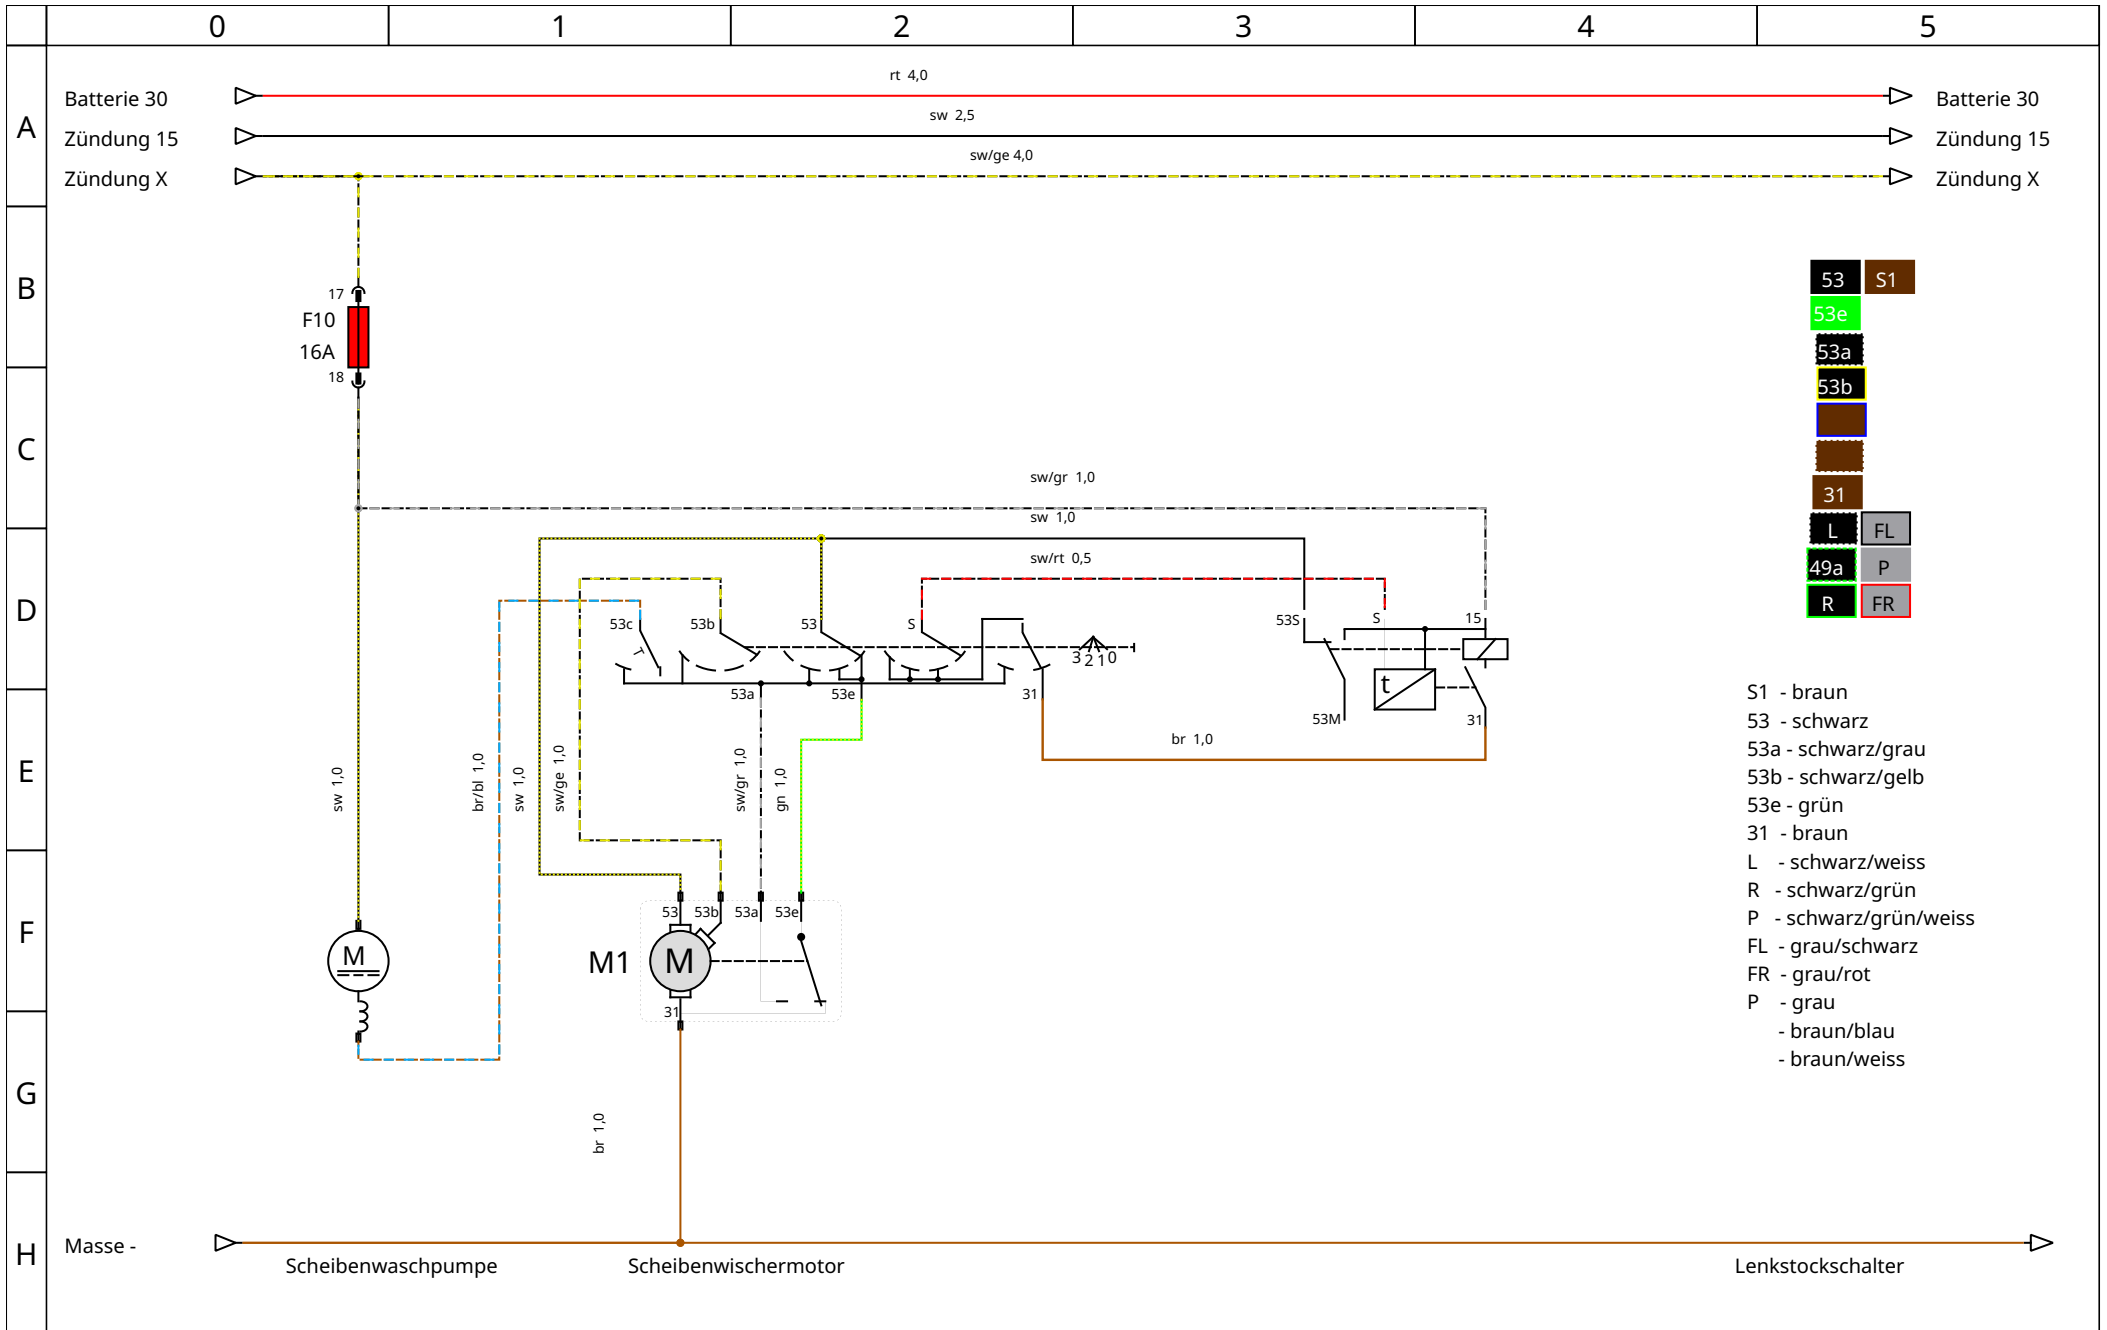 0 1 2 3 4 5
A
B
C
D
E
F
G
H
rt 4,0
Batterie 30
Batterie 30
sw 2,5
Zündung 15
Zündung 15
sw/ge 4,0
Zündung X
Zündung X
17
F10
16A
18
53 S1
53e
53a
53b
31
L FL
49a P
R FR
sw/gr 1,0
sw 1,0
sw/rt 0,5
53c 53b 53 S
T
3 2 1 0
53S S 15
53a 53e 31
t
53M 31
br 1,0
sw 1,0
br/bl 1,0
sw 1,0
sw/ge 1,0
sw/gr 1,0
gn 1,0
S1 - braun
53 - schwarz
53a - schwarz/grau
53b - schwarz/gelb
53e - grün
31 - braun
L - schwarz/weiss
R - schwarz/grün
P - schwarz/grün/weiss
FL - grau/schwarz
FR - grau/rot
P - grau
- braun/blau
- braun/weiss
53 53b 53a 53e
M
M1 M
31
br 1,0
Masse -
Scheibenwaschpumpe
Scheibenwischermotor
Lenkstockschalter